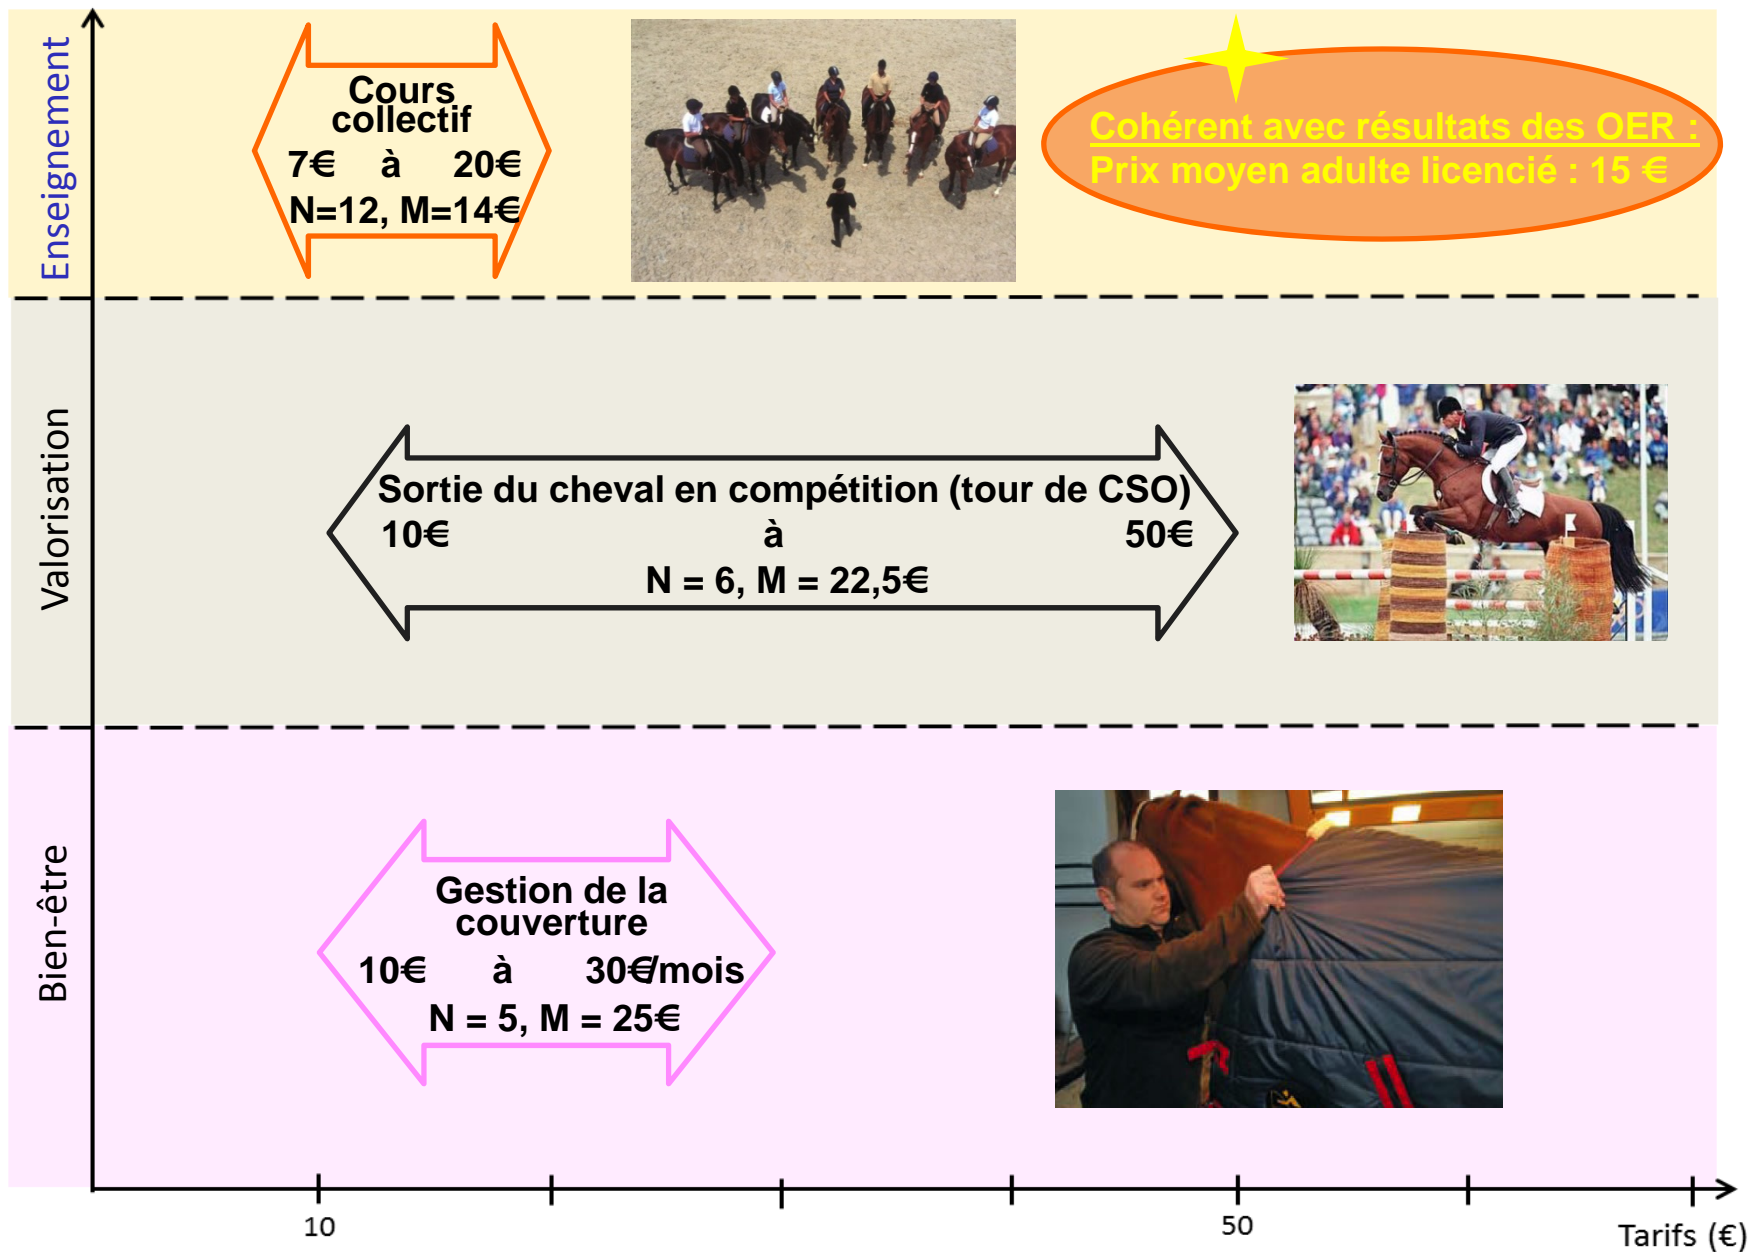 Enseignement
Cours
collectif
7€ à 20€
N=12, M=14€
Cohérent avec résultats des OER :
Prix moyen adulte licencié : 15 €
Valorisation
Sortie du cheval en compétition (tour de CSO)
10€ à 50€
N = 6, M = 22,5€
Bien-être
Gestion de la
couverture
10€ à 30€/mois
N = 5, M = 25€
10 50
Tarifs (€)